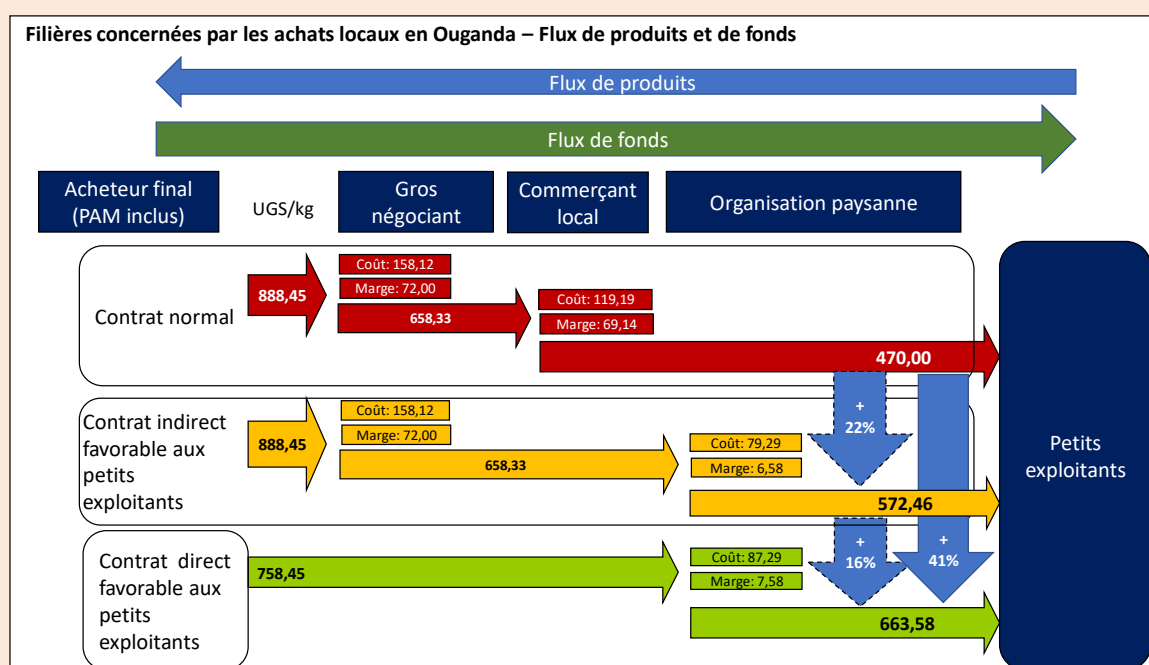 Filières concernées par les achats locaux en Ouganda – Flux de produits et de fonds
Flux de produits
Flux de fonds
Acheteur final
(PAM inclus)
UGS/kg
Gros
négociant
Commerçant
local
Organisation paysanne
Contrat normal
888,45
Coût: 158,12
Marge: 72,00
658,33
Coût: 119,19
Marge: 69,14
470,00
+
22%
Contrat indirect
favorable aux
petits
exploitants
888,45
Coût: 158,12
Marge: 72,00
658,33
Coût: 79,29
Marge: 6,58
572,46
Petits
exploitants
+
16%
+
41%
Contrat direct
favorable aux
petits
exploitants
758,45
Coût: 87,29
Marge: 7,58
663,58